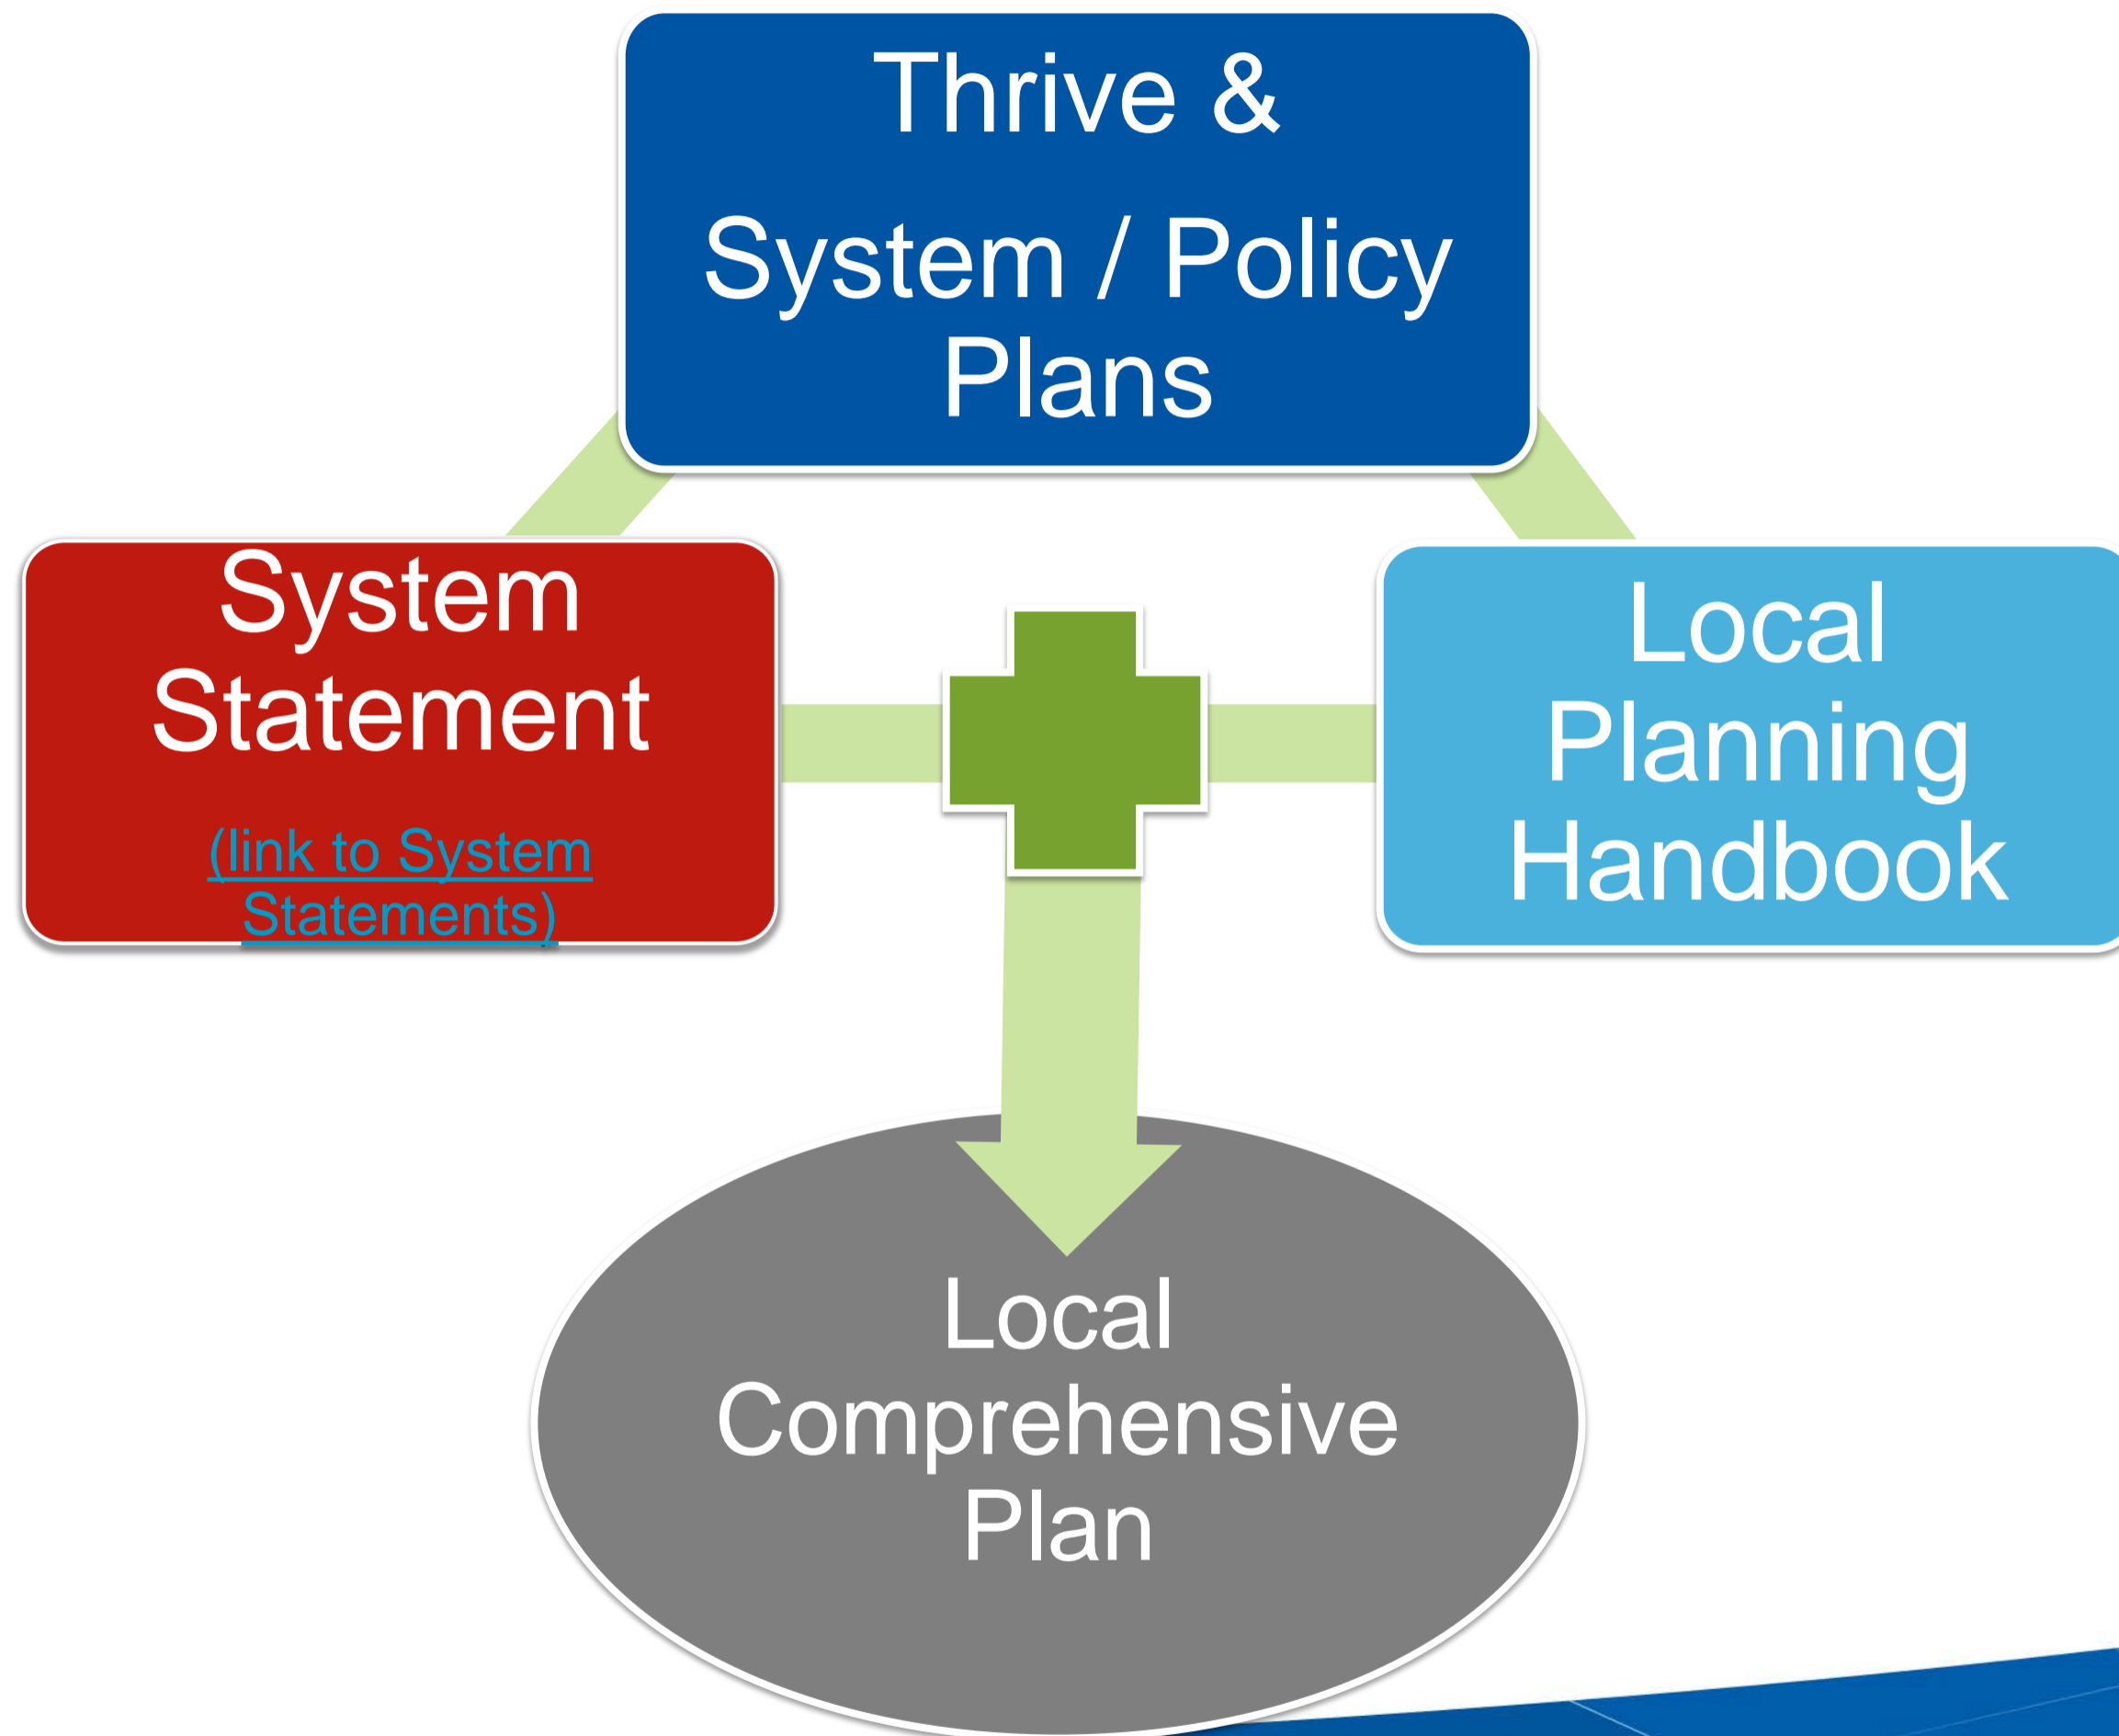 Thrive &
System / Policy
Plans
System
Statement
(link to System
Statements)
Local
Planning
Handbook
Local
Comprehensive
Plan